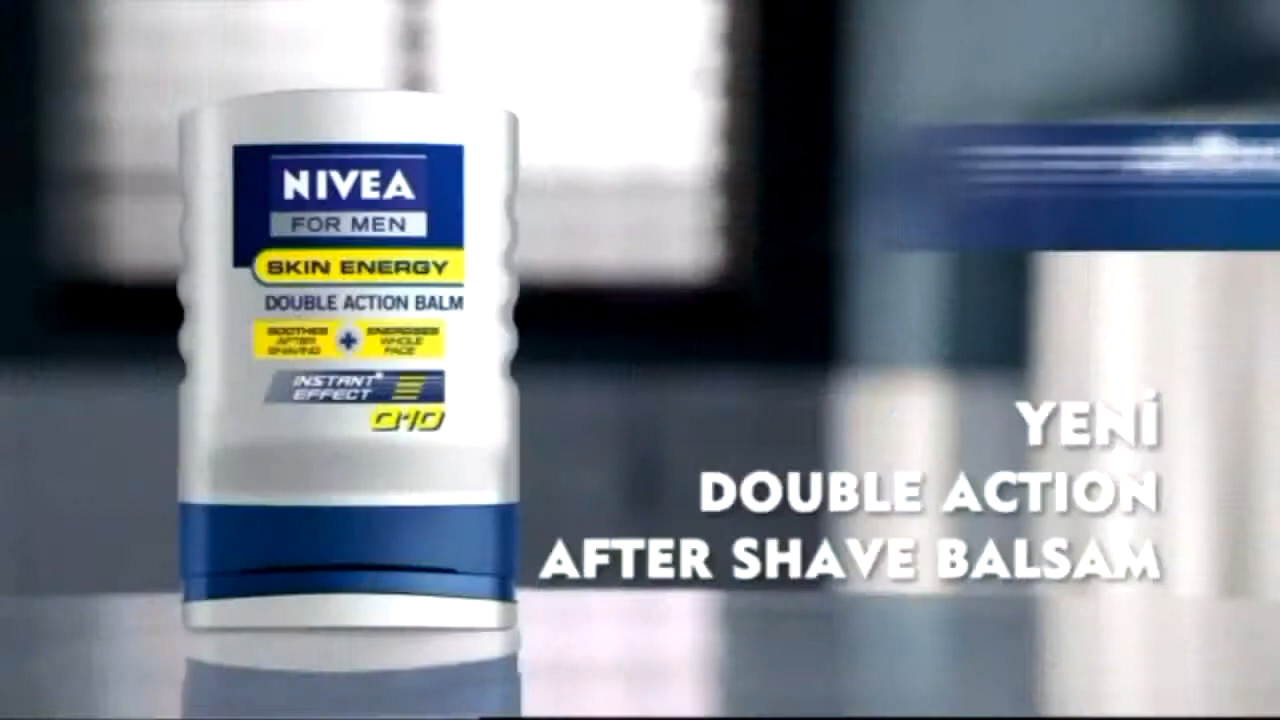 NIVEA
FOR MEN
SKIN ENERGY
DOUBLE ACTION BALM
SOOTHES AFTER SHAVING + ENERGISES WHOLE FACE
INSTANT* EFFECT
Q10
YENİ
DOUBLE ACTION
AFTER SHAVE BALSAM